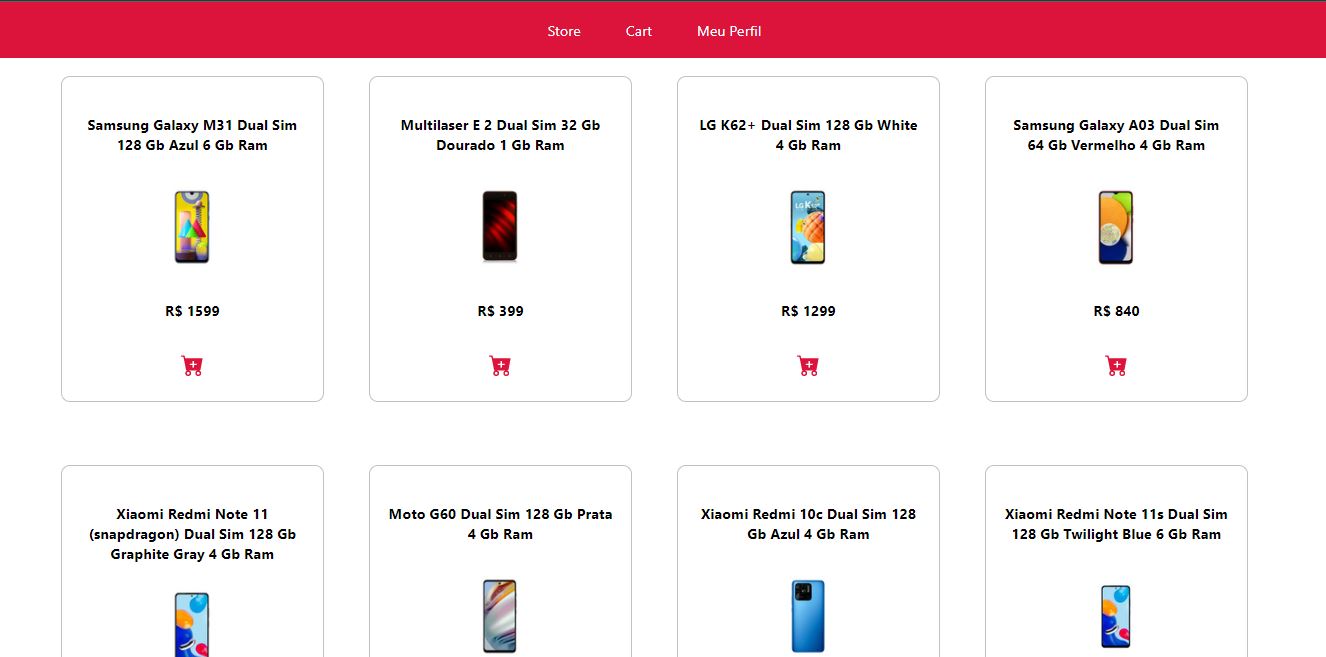 Store Cart Meu Perfil
Samsung Galaxy M31 Dual Sim
128 Gb Azul 6 Gb Ram
R$ 1599
Multilaser E 2 Dual Sim 32 Gb
Dourado 1 Gb Ram
R$ 399
LG K62+ Dual Sim 128 Gb White
4 Gb Ram
LG K
R$ 1299
Samsung Galaxy A03 Dual Sim
64 Gb Vermelho 4 Gb Ram
R$ 840
Xiaomi Redmi Note 11
(snapdragon) Dual Sim 128 Gb
Graphite Gray 4 Gb Ram
Moto G60 Dual Sim 128 Gb Prata
4 Gb Ram
Xiaomi Redmi 10c Dual Sim 128
Gb Azul 4 Gb Ram
Xiaomi Redmi Note 11s Dual Sim
128 Gb Twilight Blue 6 Gb Ram